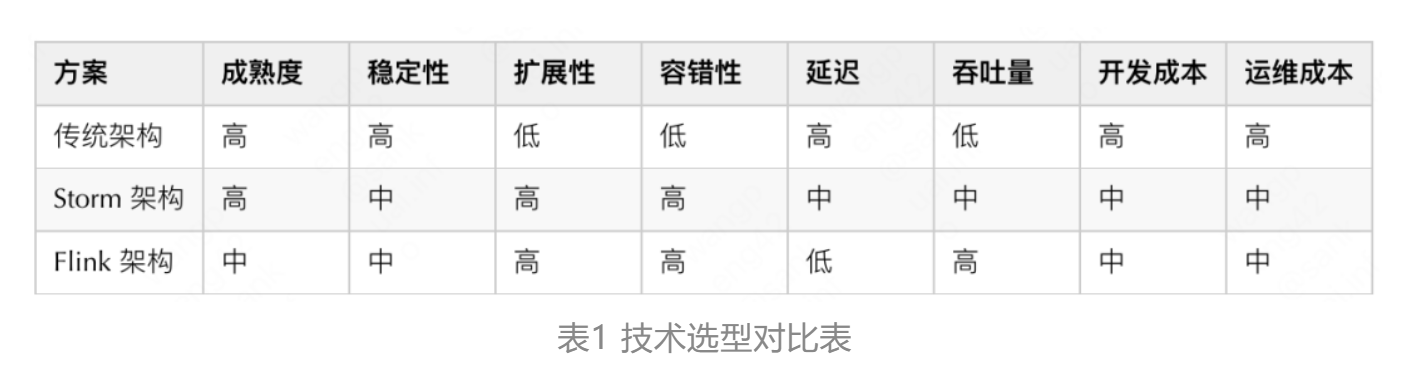 方案 成熟度 稳定性 扩展性 容错性 延迟 吞吐量 开发成本 运维成本
传统架构 高 高 低 低 高 低 高 高
Storm 架构 高 中 高 高 中 中 中 中
Flink 架构 中 中 高 高 低 高 中 中
表1 技术选型对比表